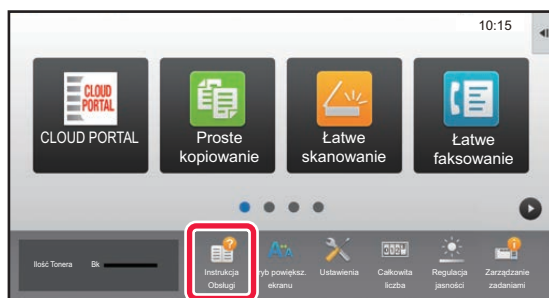 10:15
CLOUD
PORTAL
CLOUD PORTAL
Proste
kopiowanie
Łatwe
skanowanie
Łatwe
faksowanie
Ilość Tonera
Bk
Instrukcja
Obsługi
ryb powiększ.
ekranu
Ustawienia
Całkowita
liczba
Regulacja
jasności
Zarządzanie
zadaniami